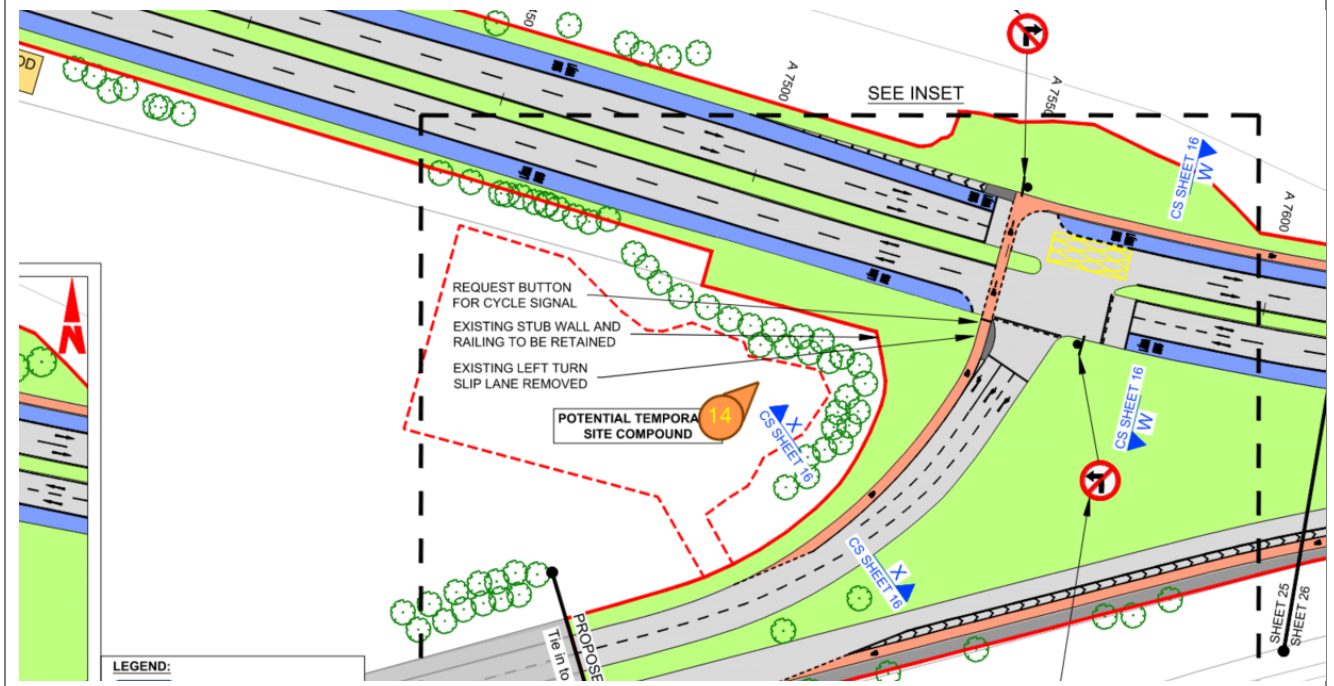 OD
450
A 7500
SEE INSET
A 7550
CS SHEET 16
W
A 7600
N
REQUEST BUTTON
FOR CYCLE SIGNAL
EXISTING STUB WALL AND
RAILING TO BE RETAINED
EXISTING LEFT TURN
SLIP LANE REMOVED
POTENTIAL TEMPORA
SITE COMPOUND
14
X
CS SHEET 16
CS SHEET 16
W
X
CS SHEET 16
PROPOSE
Tie in to
SHEET 25
SHEET 26
LEGEND: